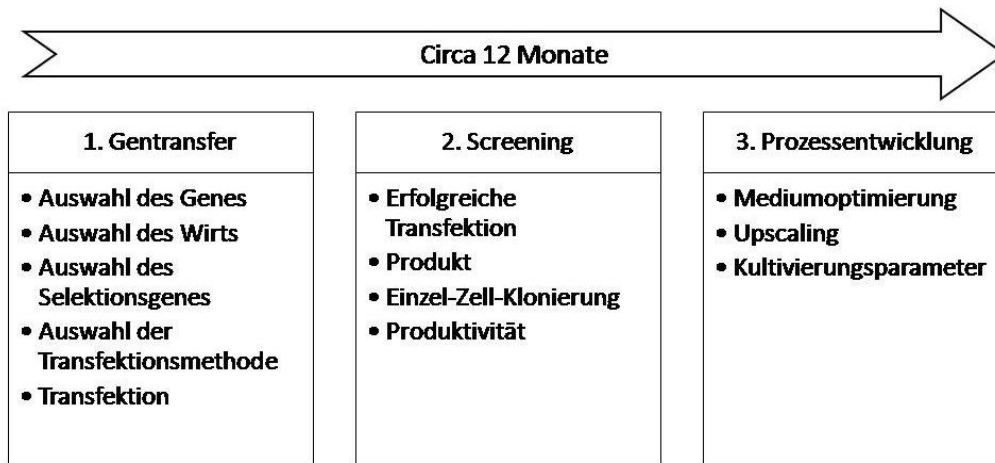 Circa 12 Monate
1. Gentransfer
• Auswahl des Genes
• Auswahl des Wirts
• Auswahl des
Selektionsgenes
• Auswahl der
Transfektionsmethode
• Transfektion
2. Screening
• Erfolgreiche
Transfektion
• Produkt
• Einzel-Zell-Klonierung
• Produktivität
3. Prozessentwicklung
• Mediumoptimierung
• Upscaling
• Kultivierungsparameter